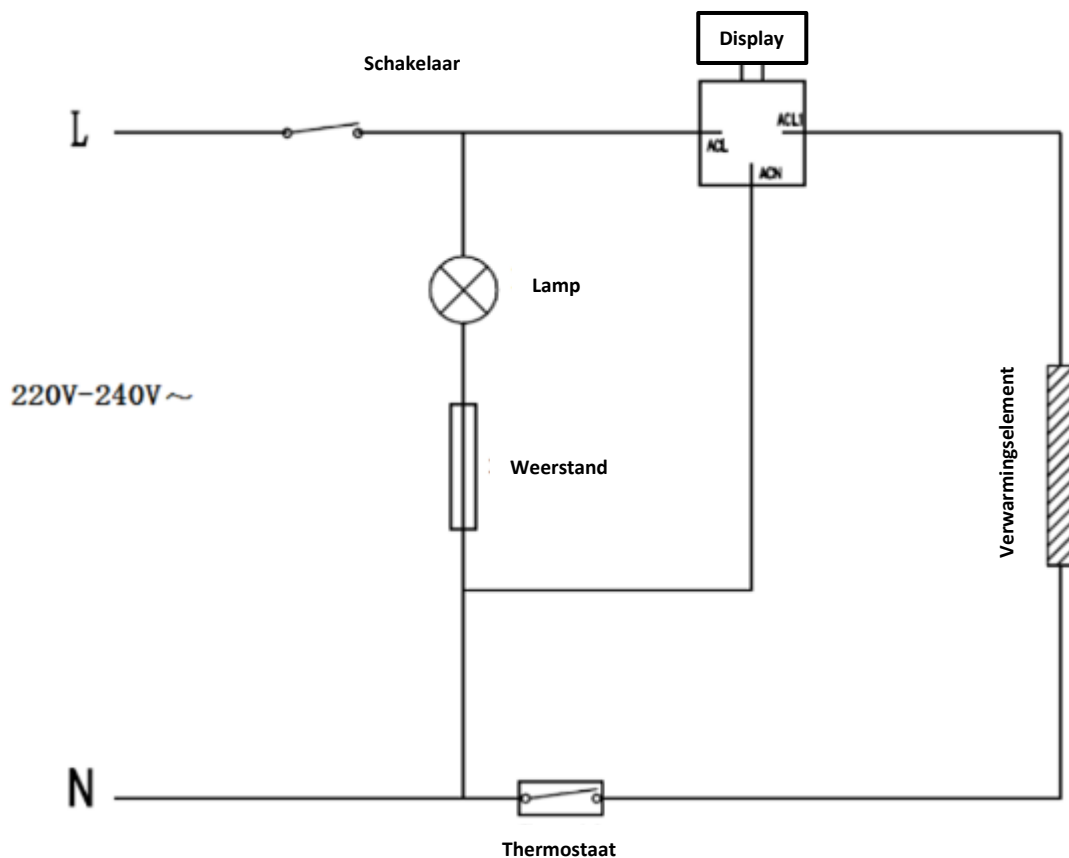 Display
Schakelaar
L
ACL
ACL1
ACN
Lamp
220V-240V~
Verwarmingselement
Weerstand
N
Thermostaat